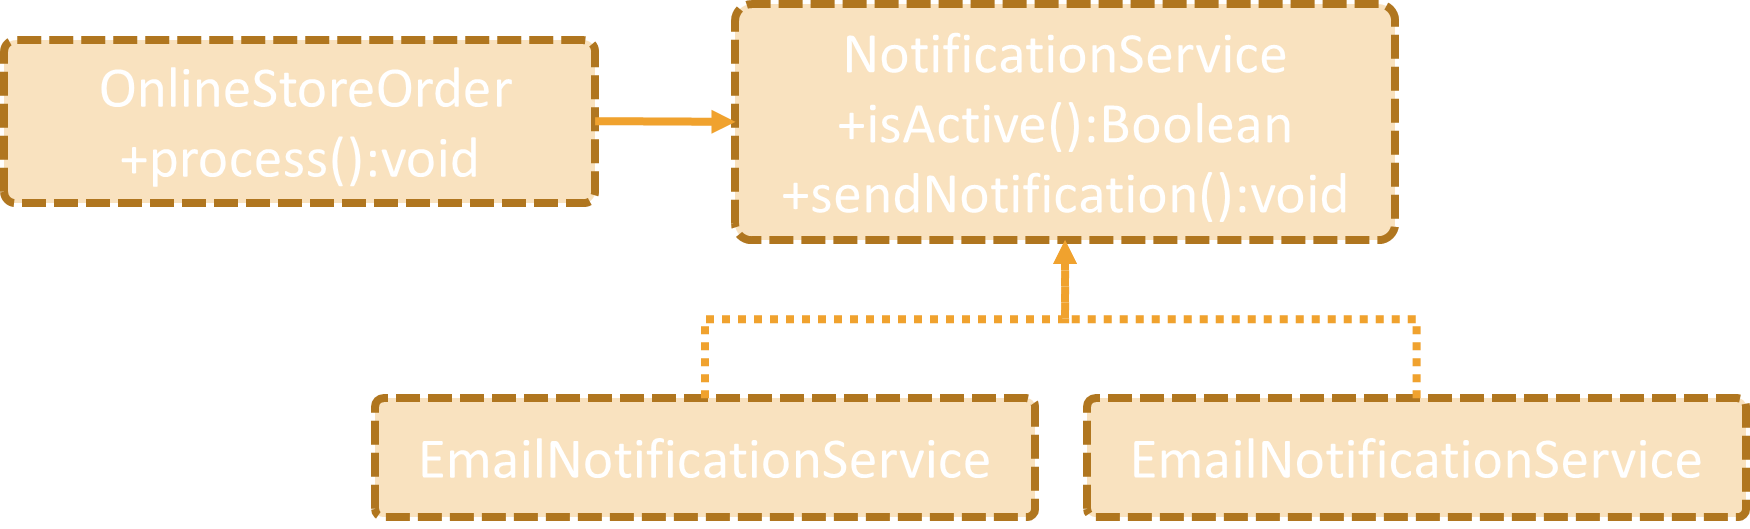 OnlineStoreOrder
+process():void
NotificationService
+isActive():Boolean
+sendNotification():void
EmailNotificationService
EmailNotificationService